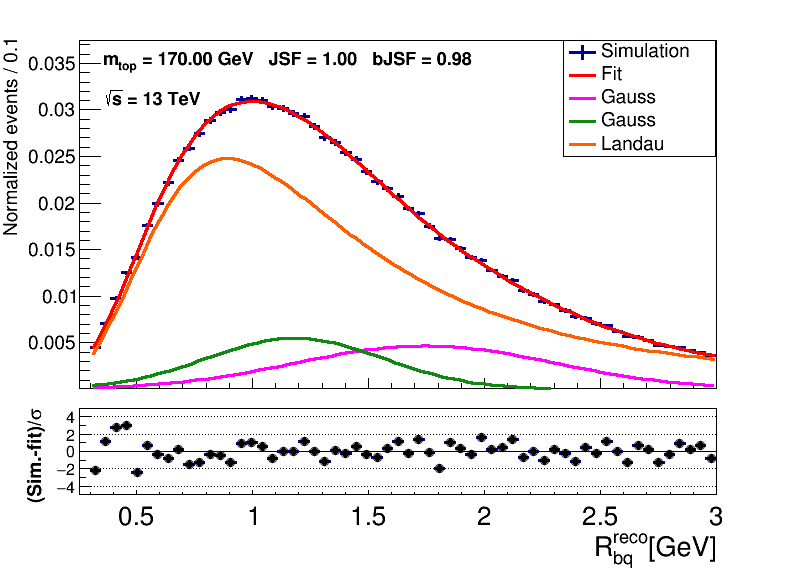 m_top = 170.00 GeV JSF = 1.00 bJSF = 0.98
√s = 13 TeV
Simulation
Fit
Gauss
Gauss
Landau
Normalized events / 0.1
0.035
0.03
0.025
0.02
0.015
0.01
0.005
(Sim.-fit)/σ
4
2
0
−2
−4
0.5 1 1.5 2 2.5 3
R_bq^reco[GeV]